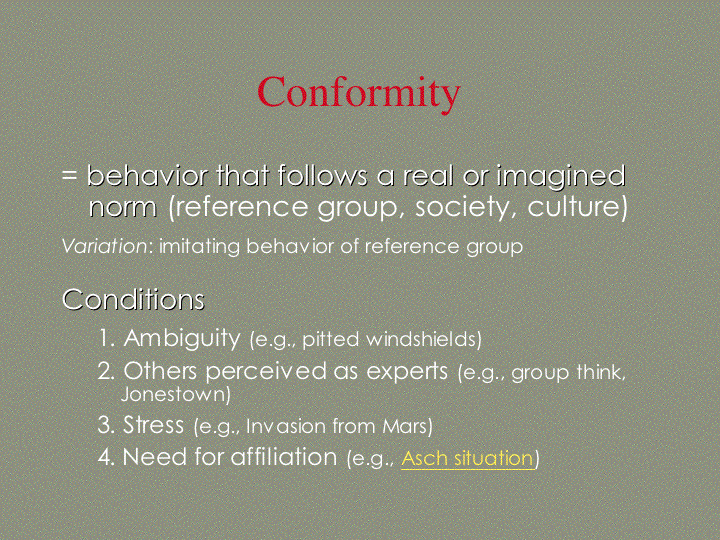 Conformity
= behavior that follows a real or imagined
norm (reference group, society, culture)
Variation: imitating behavior of reference group
Conditions
1. Ambiguity (e.g., pitted windshields)
2. Others perceived as experts (e.g., group think,
Jonestown)
3. Stress (e.g., Invasion from Mars)
4. Need for affiliation (e.g., Asch situation)